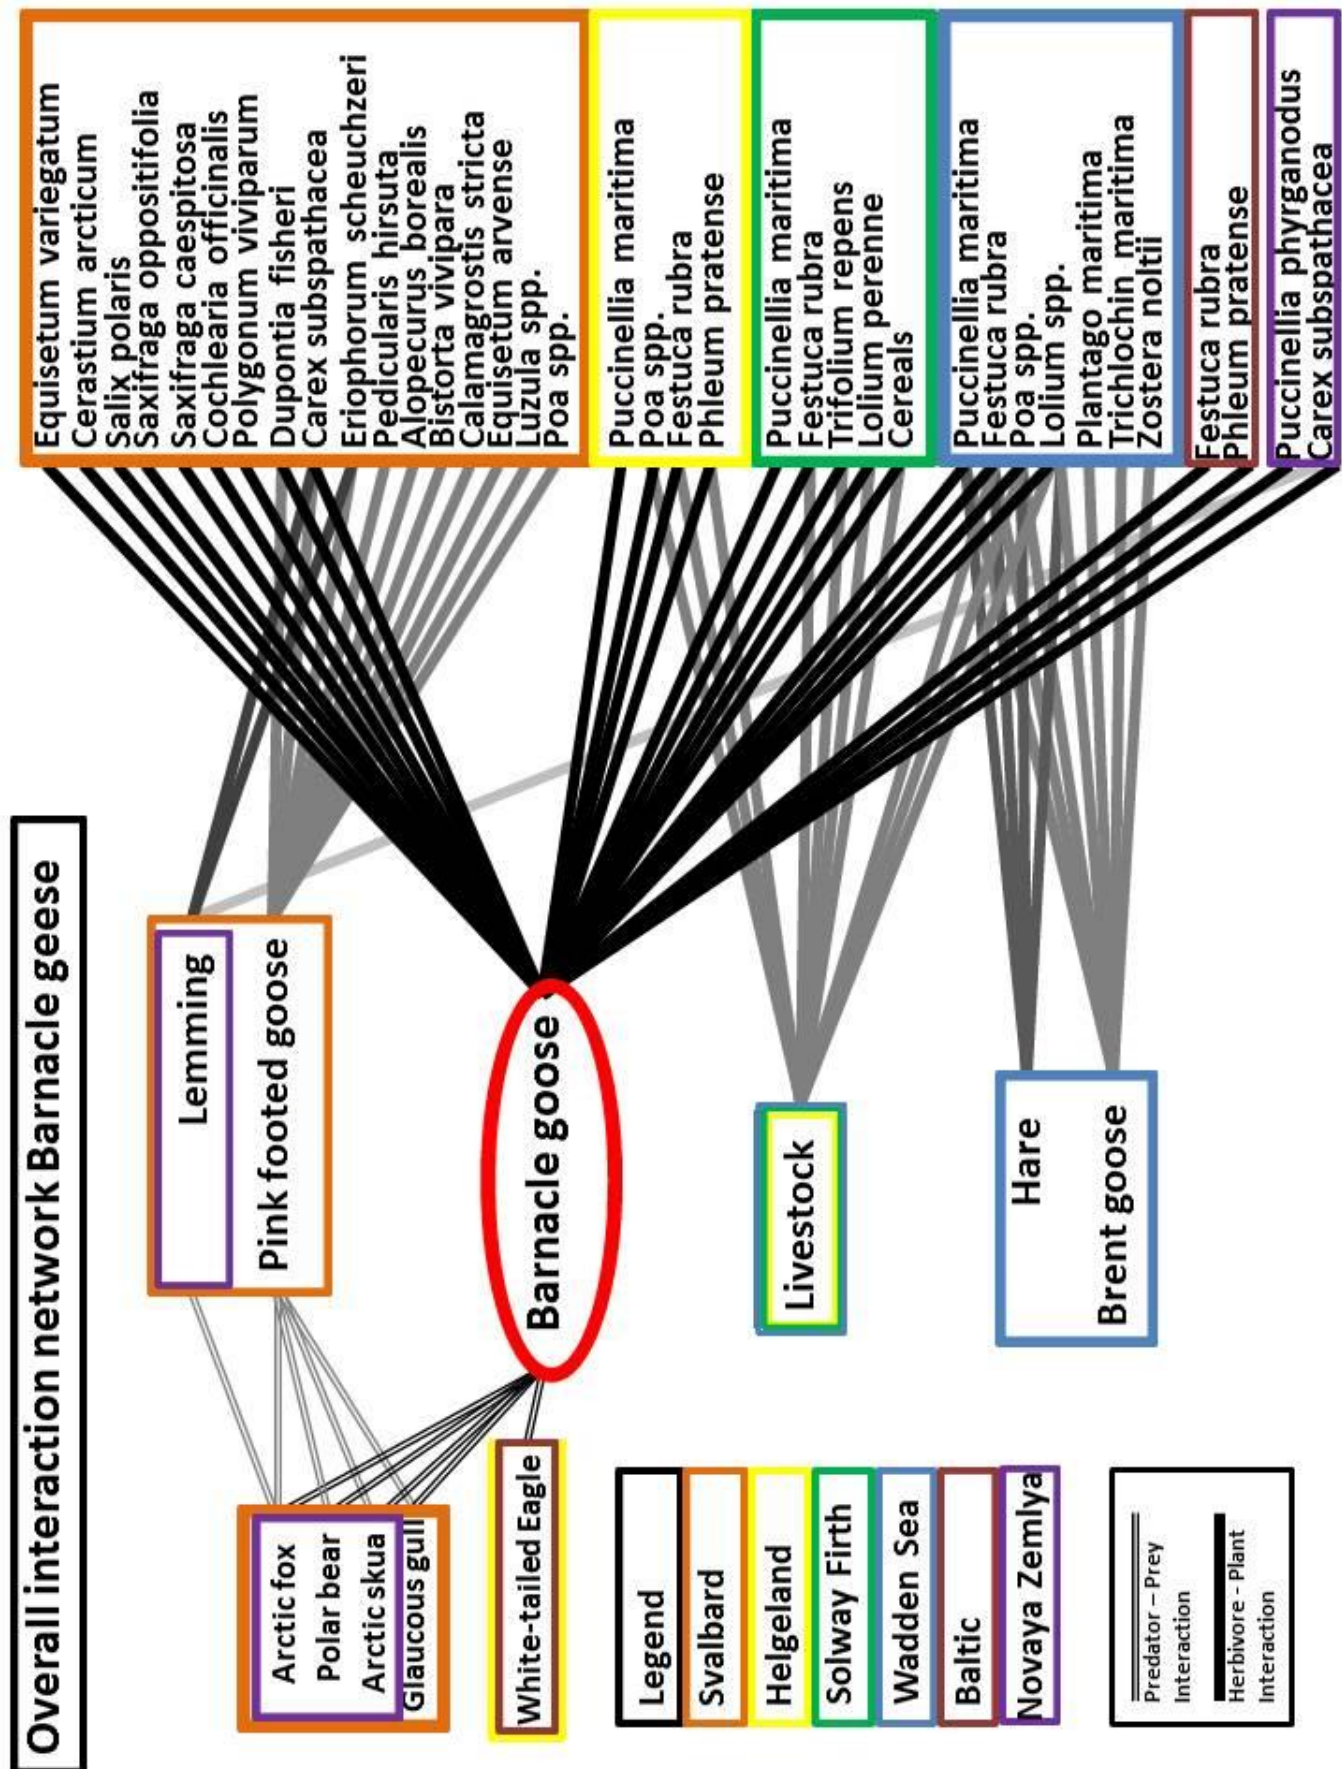 Overall interaction network Barnacle geese
Equisetum variegatum
Cerastium arcticum
Salix polaris
Saxifraga oppositifolia
Saxifraga caespitosa
Cochlearia officinalis
Polygonum viviparum
Dupontia fisheri
Carex subspathacea
Eriophorum scheuchzeri
Pedicularis hirsuta
Alopecurus borealis
Bistorta vivipara
Calamagrostis stricta
Equisetum arvense
Luzula spp.
Poa spp.
Puccinellia maritima
Poa spp.
Festuca rubra
Phleum pratense
Puccinellia maritima
Festuca rubra
Trifolium repens
Lolium perenne
Cereals
Puccinellia maritima
Festuca rubra
Poa spp.
Lolium spp.
Plantago maritima
Trichlochin maritima
Zostera noltii
Festuca rubra
Phleum pratense
Puccinellia phyrganodus
Carex subspathacea
Lemming
Pink footed goose
Barnacle goose
Livestock
Hare
Brent goose
Arctic fox
Polar bear
Arctic skua
Glaucous gull
White-tailed Eagle
Legend
Svalbard
Helgeland
Solway Firth
Wadden Sea
Baltic
Novaya Zemlya
Predator – Prey
Interaction
Herbivore - Plant
Interaction